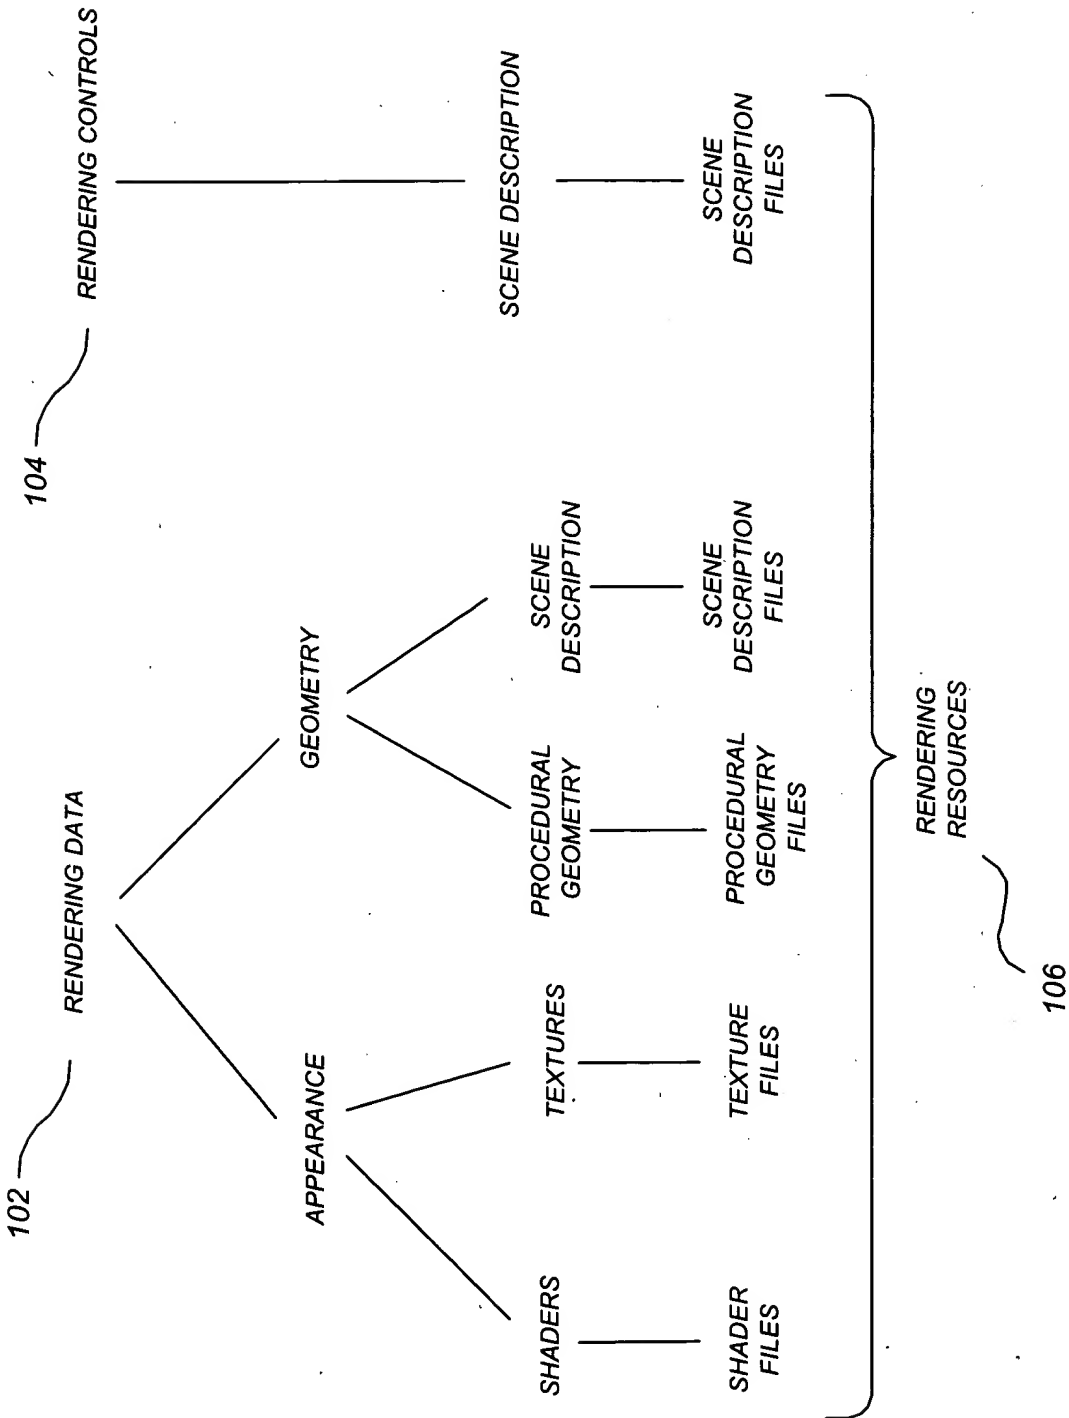 102
RENDERING DATA
104
RENDERING CONTROLS
APPEARANCE
GEOMETRY
SHADERS
TEXTURES
PROCEDURAL
GEOMETRY
SCENE
DESCRIPTION
SCENE DESCRIPTION
SHADER
FILES
TEXTURE
FILES
PROCEDURAL
GEOMETRY
FILES
SCENE
DESCRIPTION
FILES
SCENE
DESCRIPTION
FILES
RENDERING
RESOURCES
106